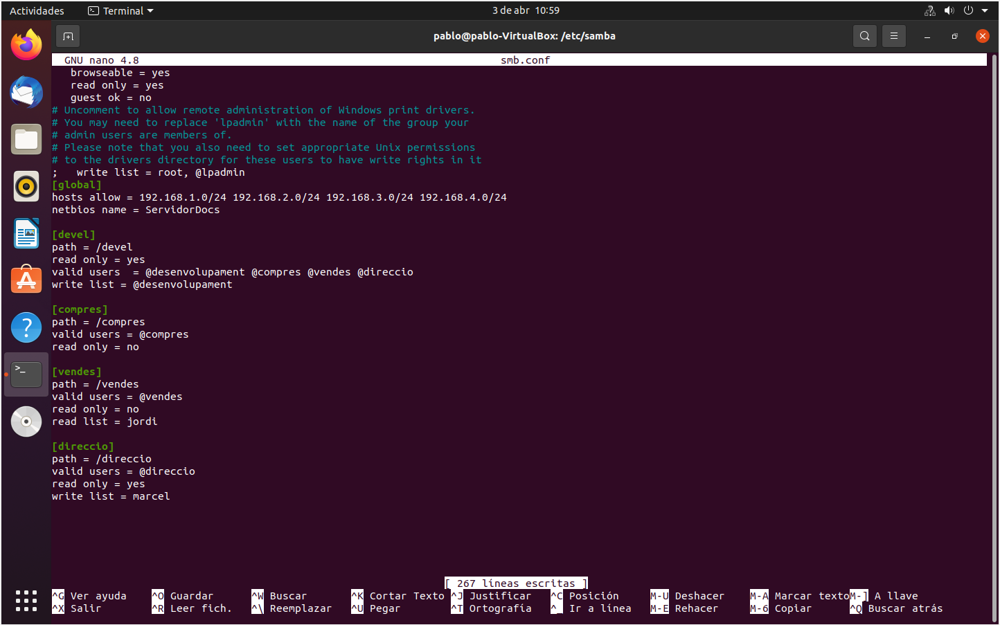 Actividades Terminal 3 de abr 10:59
pablo@pablo-VirtualBox: /etc/samba
GNU nano 4.8 smb.conf
browseable = yes
read only = yes
guest ok = no
# Uncomment to allow remote administration of Windows print drivers.
# You may need to replace 'lpadmin' with the name of the group your
# admin users are members of.
# Please note that you also need to set appropriate Unix permissions
# to the drivers directory for these users to have write rights in it
;   write list = root, @lpadmin
[global]
hosts allow = 192.168.1.0/24 192.168.2.0/24 192.168.3.0/24 192.168.4.0/24
netbios name = ServidorDocs
[devel]
path = /devel
read only = yes
valid users  = @desenvolupament @compres @vendes @direccio
write list = @desenvolupament
[compres]
path = /compres
valid users = @compres
read only = no
[vendes]
path = /vendes
valid users = @vendes
read only = no
read list = jordi
[direccio]
path = /direccio
valid users = @direccio
read only = yes
write list = marcel
[ 267 líneas escritas ]
^G Ver ayuda ^O Guardar ^W Buscar ^K Cortar Texto ^J Justificar ^C Posición M-U Deshacer M-A Marcar texto M-] A llave
^X Salir ^R Leer fich. ^\ Reemplazar ^U Pegar ^T Ortografía ^_ Ir a línea M-E Rehacer M-6 Copiar ^Q Buscar atrás